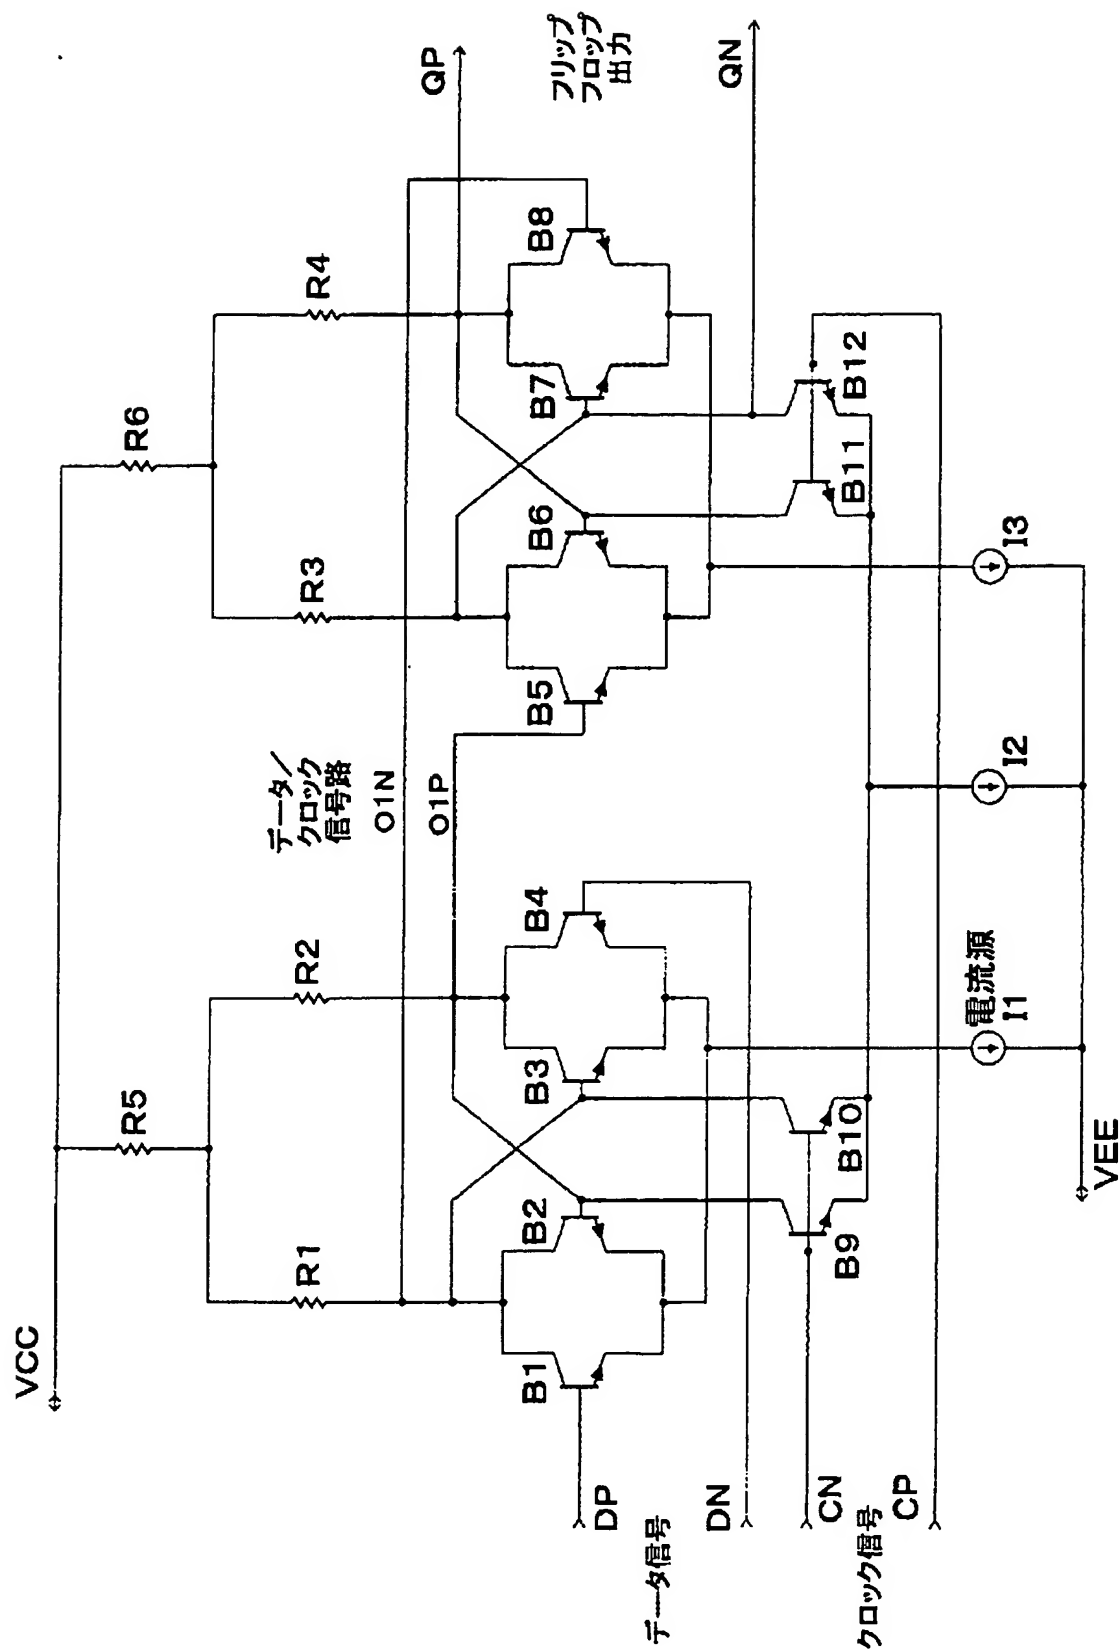 VCC
R5
R6
R1
R2
R3
R4
データ/
クロック
信号路
O1N
O1P
QP
フリップ
フロップ
出力
QN
B1
B2
B3
B4
B5
B6
B7
B8
DP
データ信号
DN
CN
クロック信号
CP
B9
B10
B11
B12
電流源
I1
I2
I3
VEE